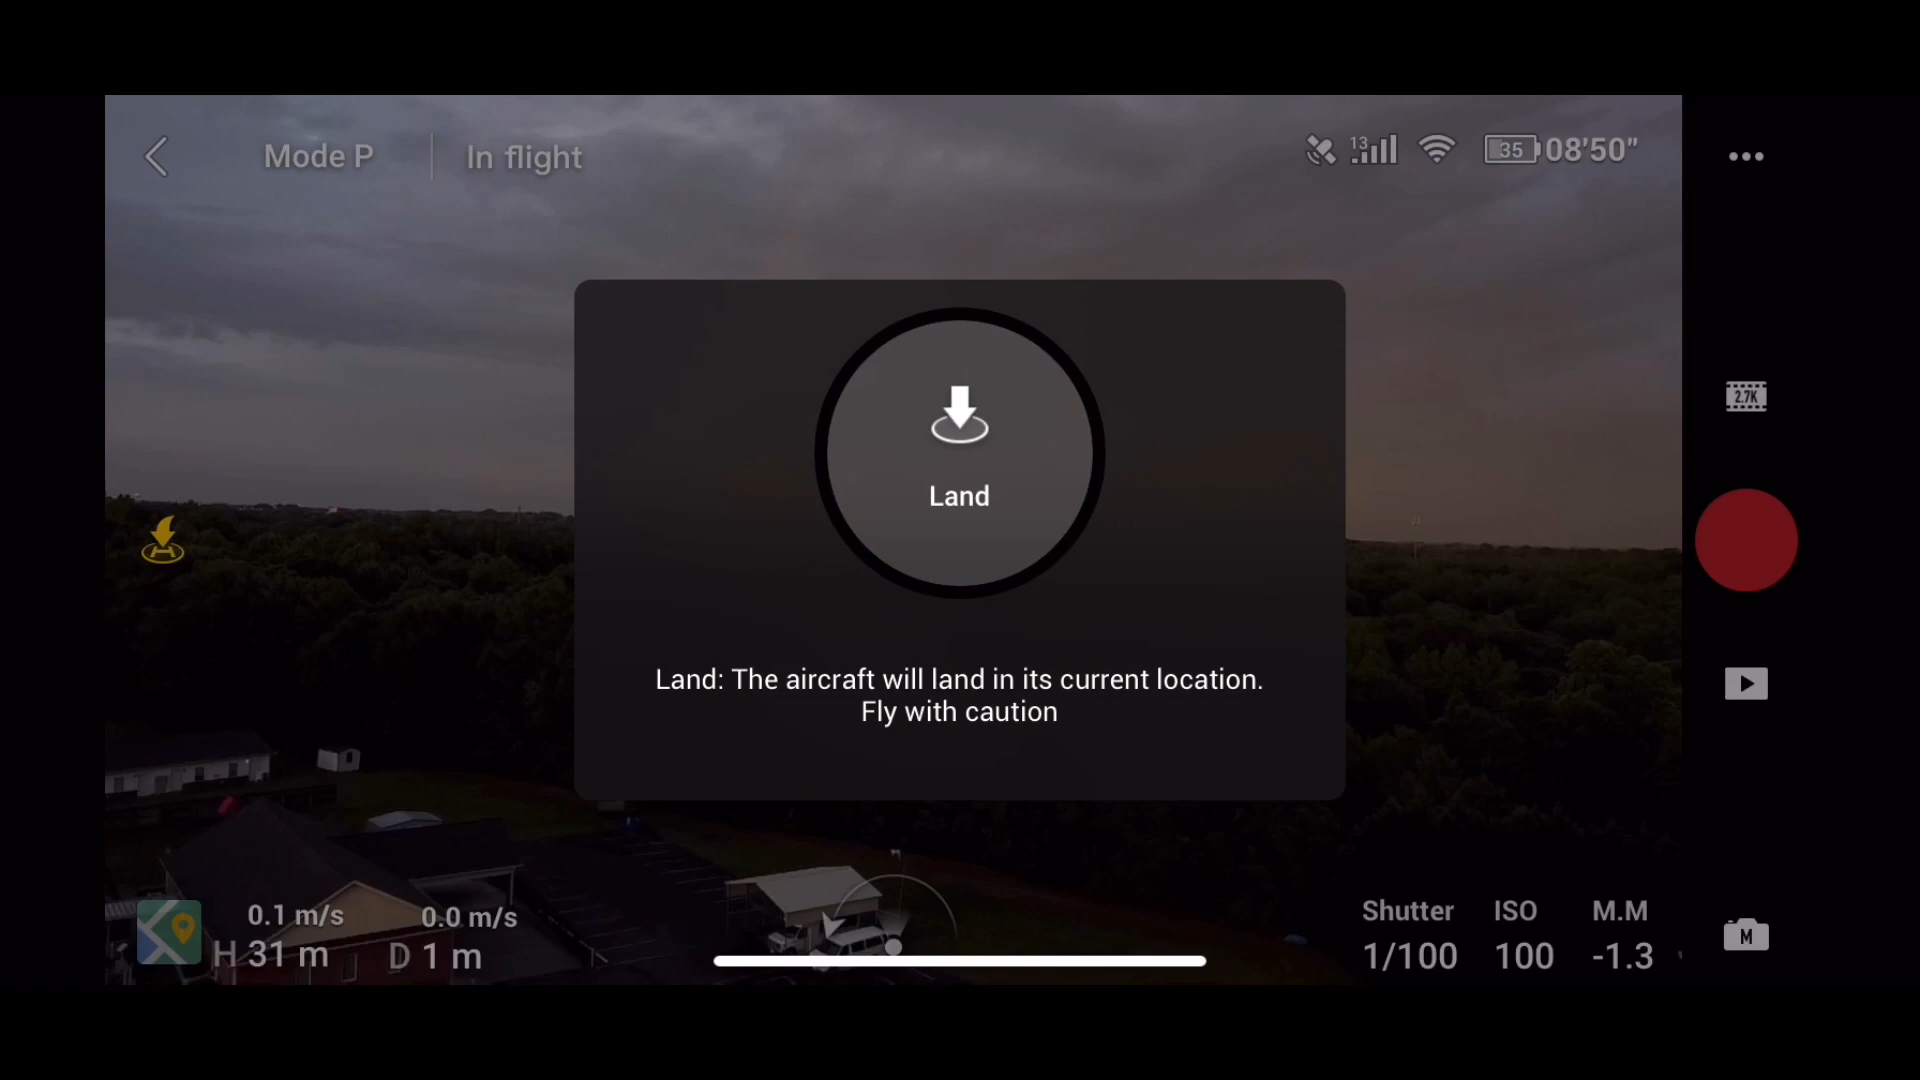 Mode P
In flight
13
35
08'50"
2.7K
Land
Land: The aircraft will land in its current location.
Fly with caution
0.1 m/s
0.0 m/s
H 31 m
D 1 m
Shutter
ISO
M.M
1/100
100
-1.3
M